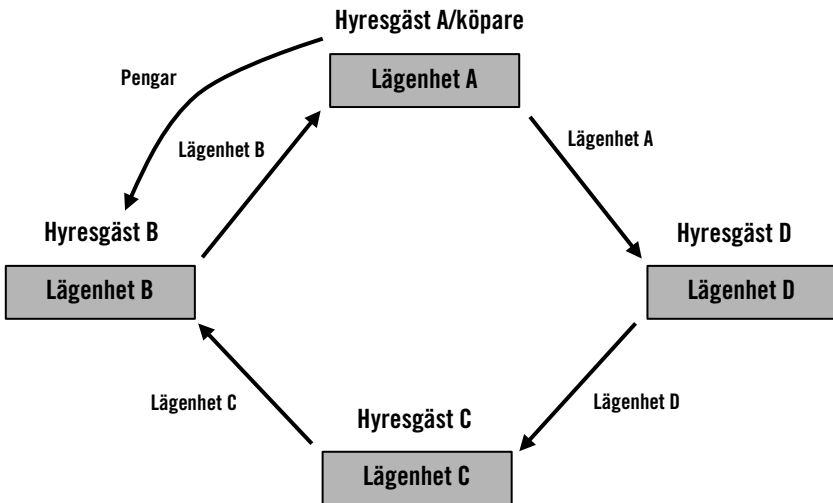 Hyresgäst A/köpare
Lägenhet A
Pengar
Lägenhet B
Lägenhet A
Hyresgäst B
Lägenhet B
Hyresgäst D
Lägenhet D
Lägenhet C
Lägenhet D
Hyresgäst C
Lägenhet C